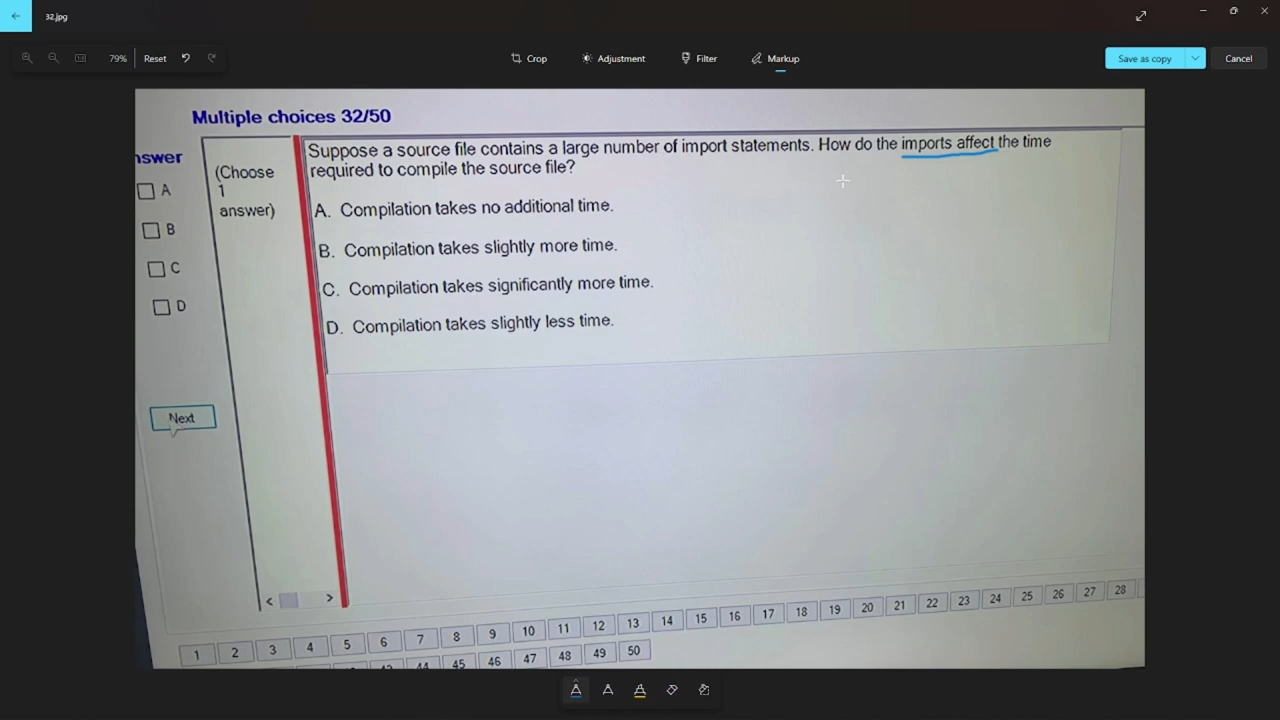 32.jpg
79%
Reset
Crop
Adjustment
Filter
Markup
Save as copy
Cancel
Multiple choices 32/50
nswer
A
B
C
D
(Choose
1
answer)
Suppose a source file contains a large number of import statements. How do the imports affect the time
required to compile the source file?
A. Compilation takes no additional time.
B. Compilation takes slightly more time.
C. Compilation takes significantly more time.
D. Compilation takes slightly less time.
Next
1 2 3 4 5 6 7 8 9 10 11 12 13 14 15 16 17 18 19 20 21 22 23 24 25 26 27 28
44 45 46 47 48 49 50